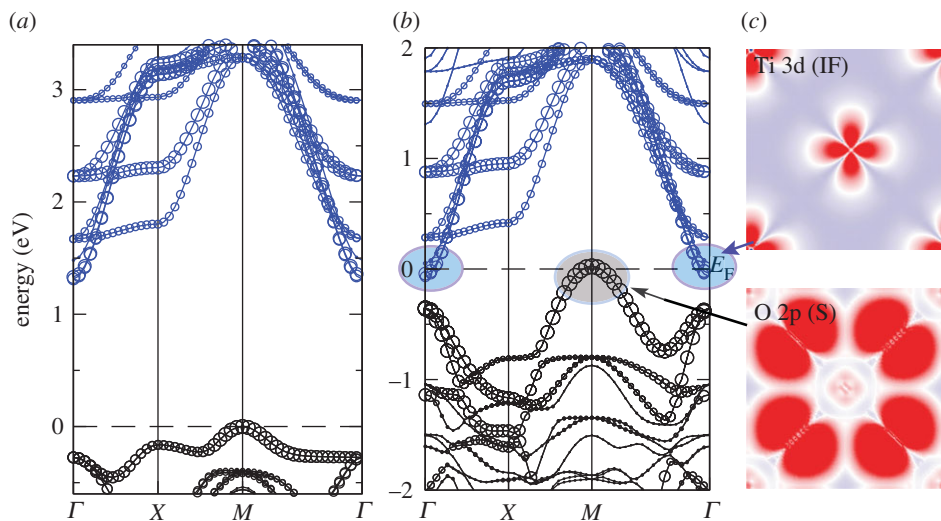 (a)
(b)
(c)
energy (eV)
3
2
1
0
Γ
X
M
Γ
2
1
0
−1
−2
E_F
Γ
X
M
Γ
Ti 3d (IF)
O 2p (S)